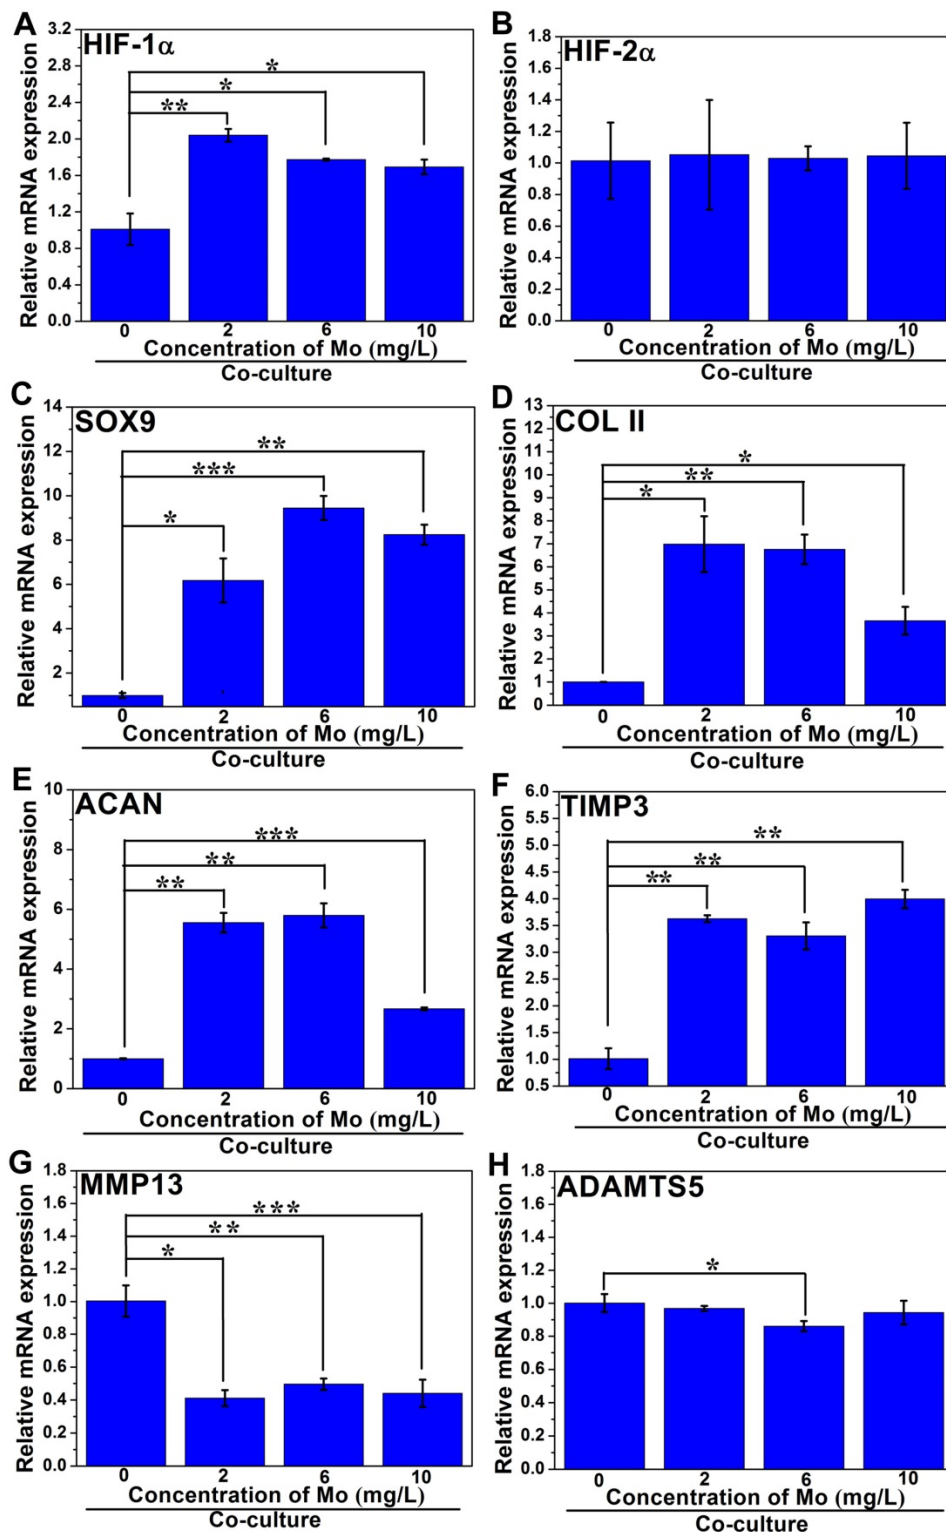 A
HIF-1α
**
*
*
Relative mRNA expression
3.2
2.8
2.4
2.0
1.6
1.2
0.8
0.4
0.0
0 2 6 10
Concentration of Mo (mg/L)
Co-culture
B
HIF-2α
Relative mRNA expression
1.8
1.6
1.4
1.2
1.0
0.8
0.6
0.4
0.2
0.0
0 2 6 10
Concentration of Mo (mg/L)
Co-culture
C
SOX9
**
***
*
Relative mRNA expression
14
12
10
8
6
4
2
0 2 6 10
Concentration of Mo (mg/L)
Co-culture
D
COL II
*
**
*
Relative mRNA expression
13
12
11
10
9
8
7
6
5
4
3
2
1
0
0 2 6 10
Concentration of Mo (mg/L)
Co-culture
E
ACAN
***
**
**
Relative mRNA expression
10
8
6
4
2
0
0 2 6 10
Concentration of Mo (mg/L)
Co-culture
F
TIMP3
**
**
**
Relative mRNA expression
6.0
5.5
5.0
4.5
4.0
3.5
3.0
2.5
2.0
1.5
1.0
0.5
0 2 6 10
Concentration of Mo (mg/L)
Co-culture
G
MMP13
***
**
*
Relative mRNA expression
1.8
1.6
1.4
1.2
1.0
0.8
0.6
0.4
0.2
0.0
0 2 6 10
Concentration of Mo (mg/L)
Co-culture
H
ADAMTS5
*
Relative mRNA expression
1.8
1.6
1.4
1.2
1.0
0.8
0.6
0.4
0.2
0.0
0 2 6 10
Concentration of Mo (mg/L)
Co-culture